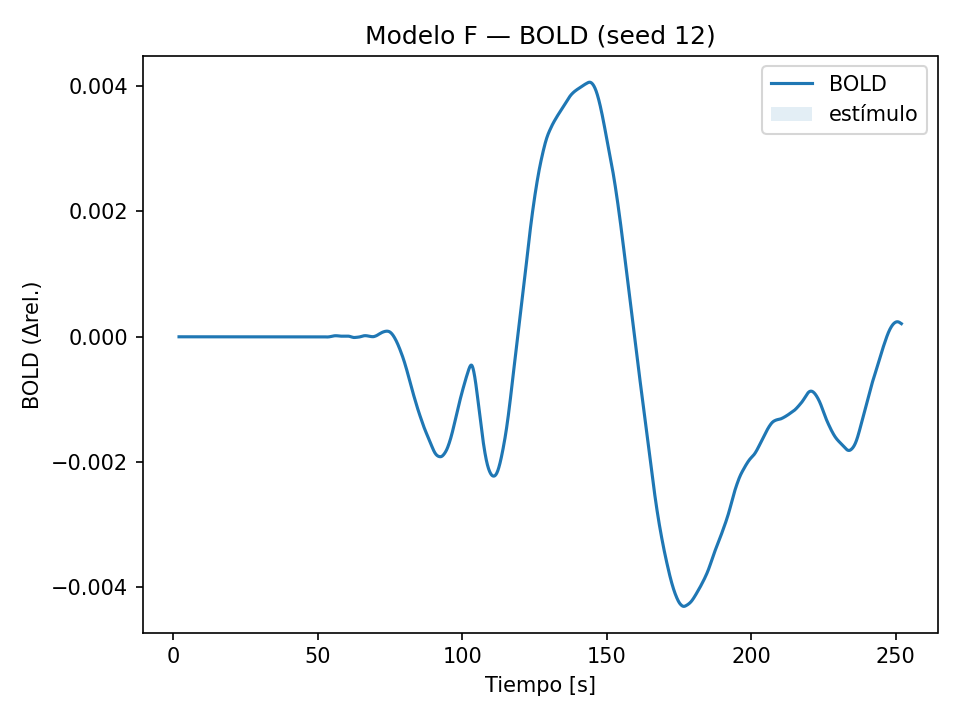 Modelo F — BOLD (seed 12)
BOLD
estímulo
BOLD (Δrel.)
0.004
0.002
0.000
−0.002
−0.004
0 50 100 150 200 250
Tiempo [s]